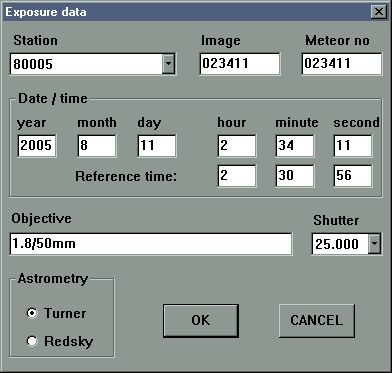 Exposure data
Station Image Meteor no
80005 023411 023411
Date / time
year month day hour minute second
2005 8 11 2 34 11
Reference time: 2 30 56
Objective Shutter
1.8/50mm 25.000
Astrometry
Turner
Redsky
OK CANCEL